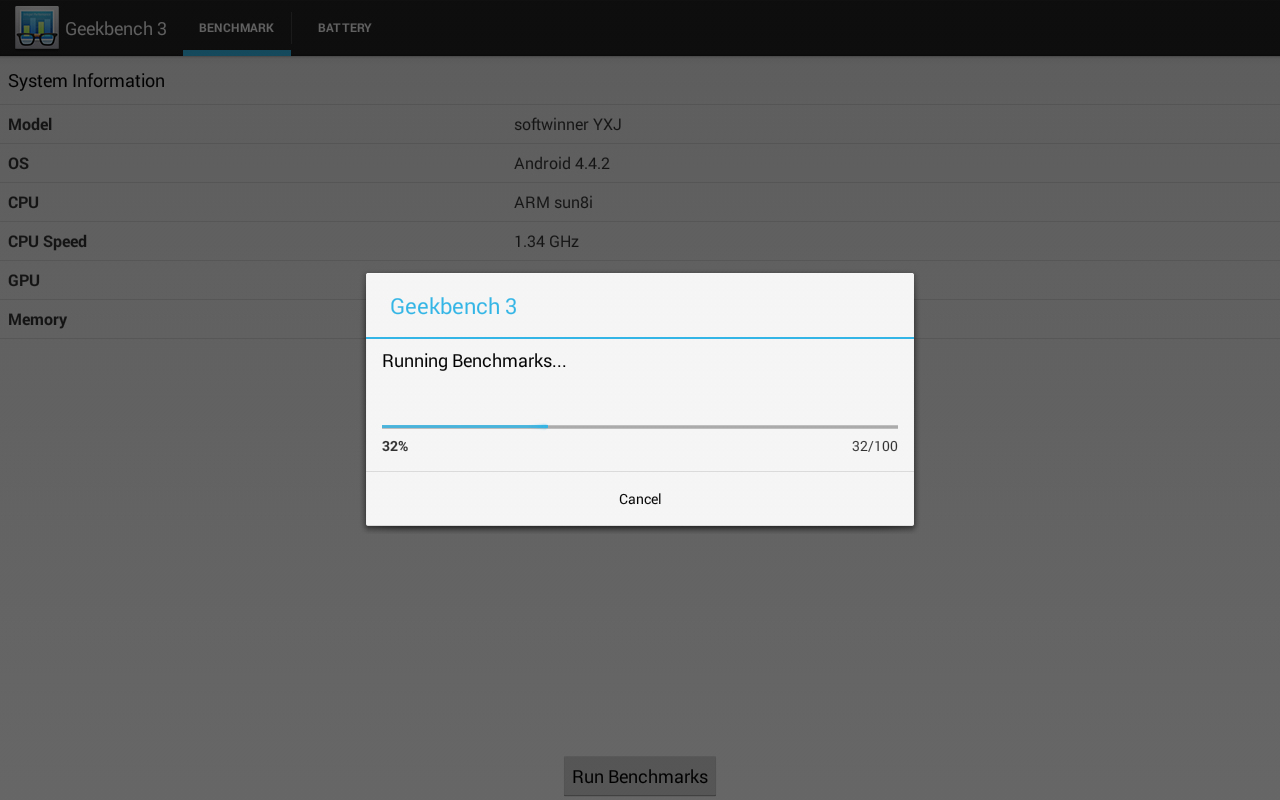 Geekbench 3 BENCHMARK BATTERY
System Information
Model softwinner YXJ
OS Android 4.4.2
CPU ARM sun8i
CPU Speed 1.34 GHz
GPU
Memory
Geekbench 3
Running Benchmarks...
32% 32/100
Cancel
Run Benchmarks